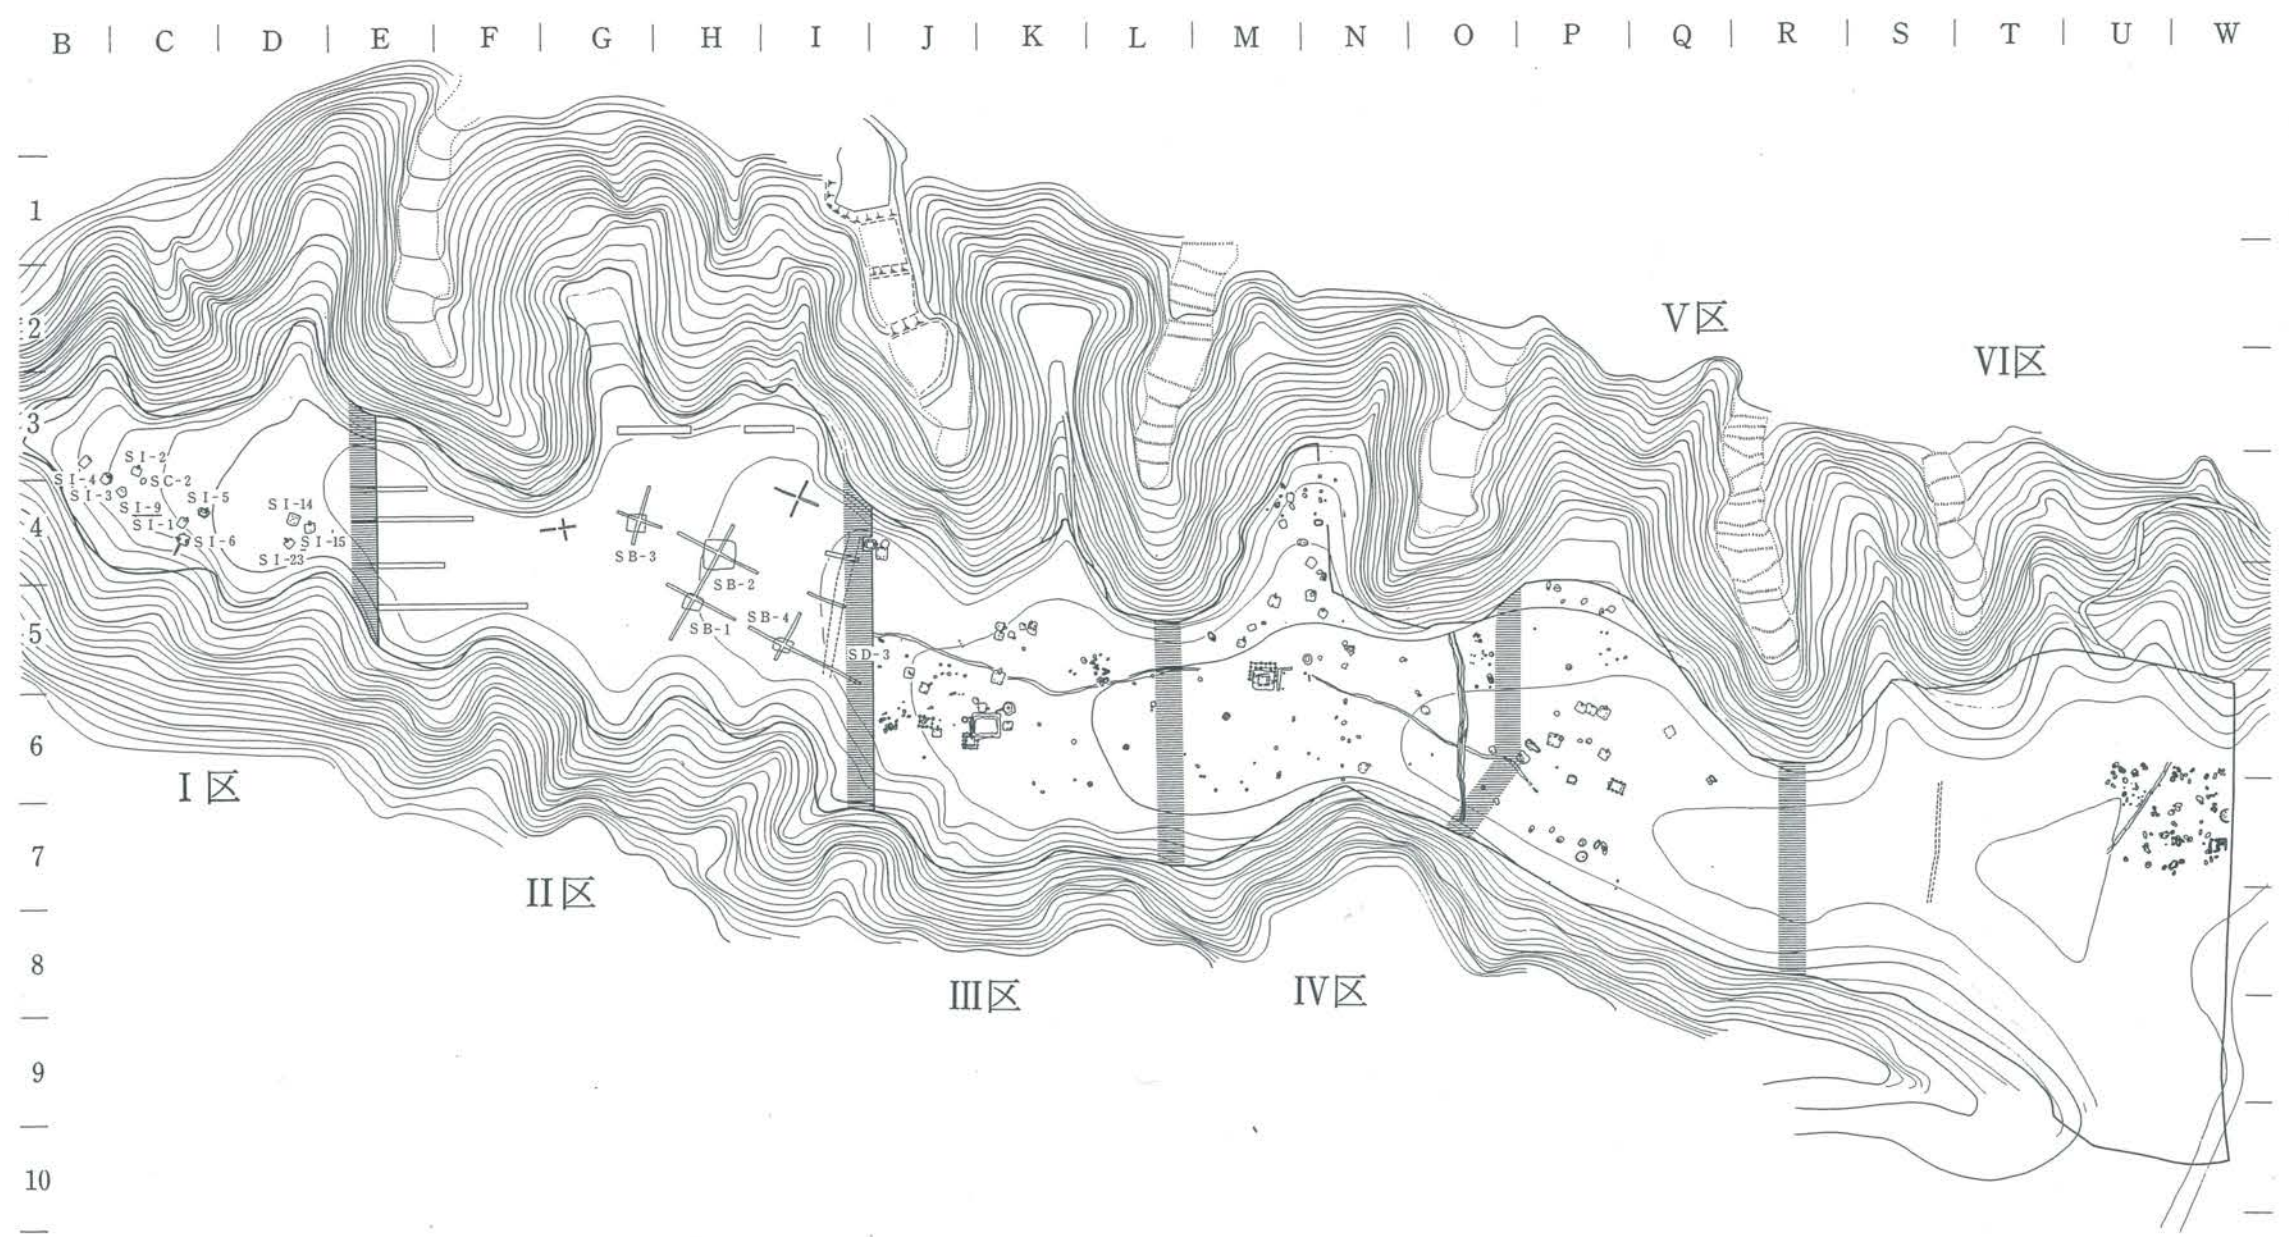 B C D E F G H I J K L M N O P Q R S T U W
1
2
3
4
5
6
7
8
9
10
V区
VI区
SI-2
SI-4
SC-2
SI-3
SI-5
SI-9
SI-1
SI-6
SI-14
SI-15
SI-23
SB-3
SB-2
SB-4
SB-1
SD-3
I区
II区
III区
IV区